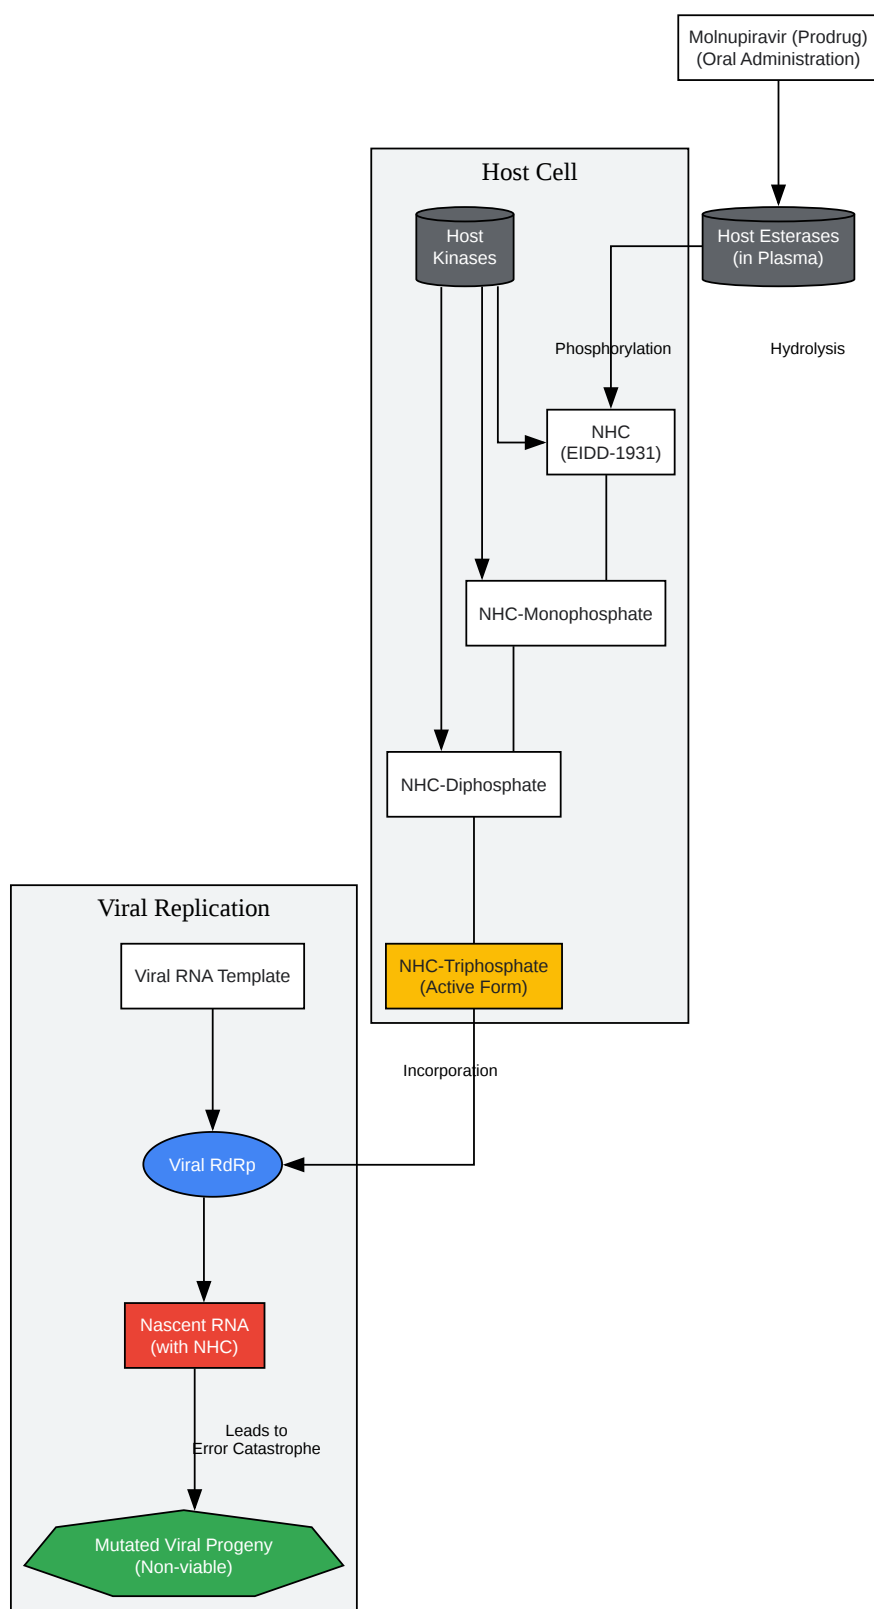 Molnupiravir (Prodrug)
(Oral Administration)
Host Cell
Host
Kinases
Host Esterases
(in Plasma)
Phosphorylation
Hydrolysis
NHC
(EIDD-1931)
NHC-Monophosphate
NHC-Diphosphate
Viral Replication
Viral RNA Template
NHC-Triphosphate
(Active Form)
Incorporation
Viral RdRp
Nascent RNA
(with NHC)
Leads to
Error Catastrophe
Mutated Viral Progeny
(Non-viable)